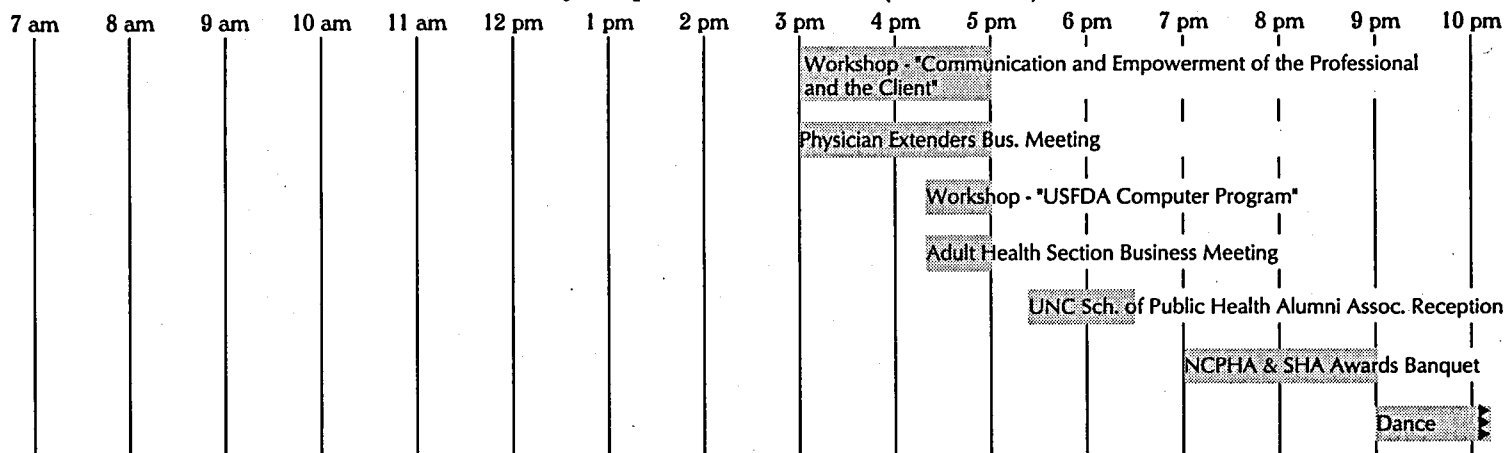 7 am 8 am 9 am 10 am 11 am 12 pm 1 pm 2 pm 3 pm 4 pm 5 pm 6 pm 7 pm 8 pm 9 pm 10 pm
Workshop - "Communication and Empowerment of the Professional
and the Client"
Physician Extenders Bus. Meeting
Workshop - "USFDA Computer Program"
Adult Health Section Business Meeting
UNC Sch. of Public Health Alumni Assoc. Reception
NCPHA & SHA Awards Banquet
Dance